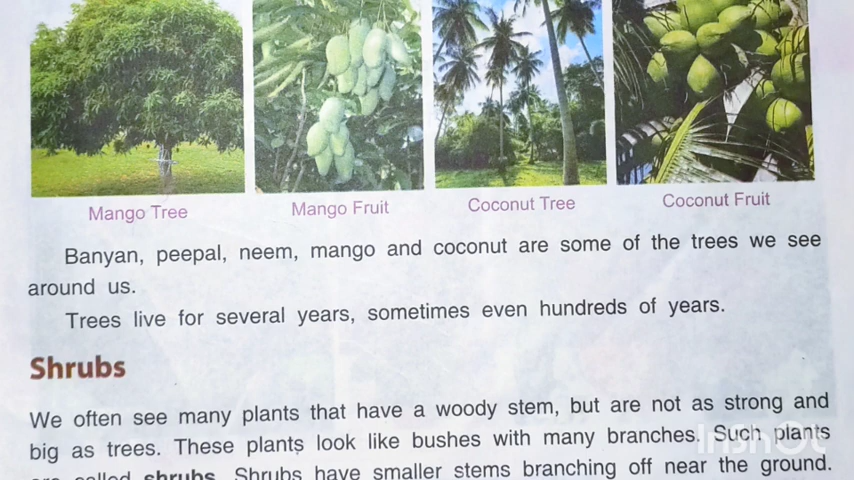 Mango Tree
Mango Fruit
Coconut Tree
Coconut Fruit
Banyan, peepal, neem, mango and coconut are some of the trees we see
around us.
Trees live for several years, sometimes even hundreds of years.
Shrubs
We often see many plants that have a woody stem, but are not as strong and
big as trees. These plants look like bushes with many branches. Such plants
are called shrubs. Shrubs have smaller stems branching off near the ground.
InShOt